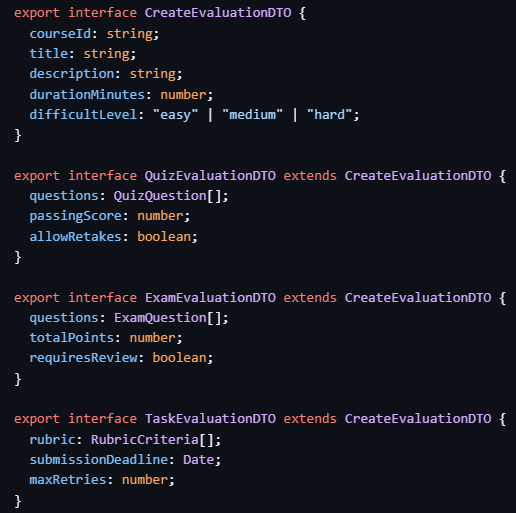 export interface CreateEvaluationDTO {
  courseId: string;
  title: string;
  description: string;
  durationMinutes: number;
  difficultLevel: "easy" | "medium" | "hard";
}

export interface QuizEvaluationDTO extends CreateEvaluationDTO {
  questions: QuizQuestion[];
  passingScore: number;
  allowRetakes: boolean;
}

export interface ExamEvaluationDTO extends CreateEvaluationDTO {
  questions: ExamQuestion[];
  totalPoints: number;
  requiresReview: boolean;
}

export interface TaskEvaluationDTO extends CreateEvaluationDTO {
  rubric: RubricCriteria[];
  submissionDeadline: Date;
  maxRetries: number;
}